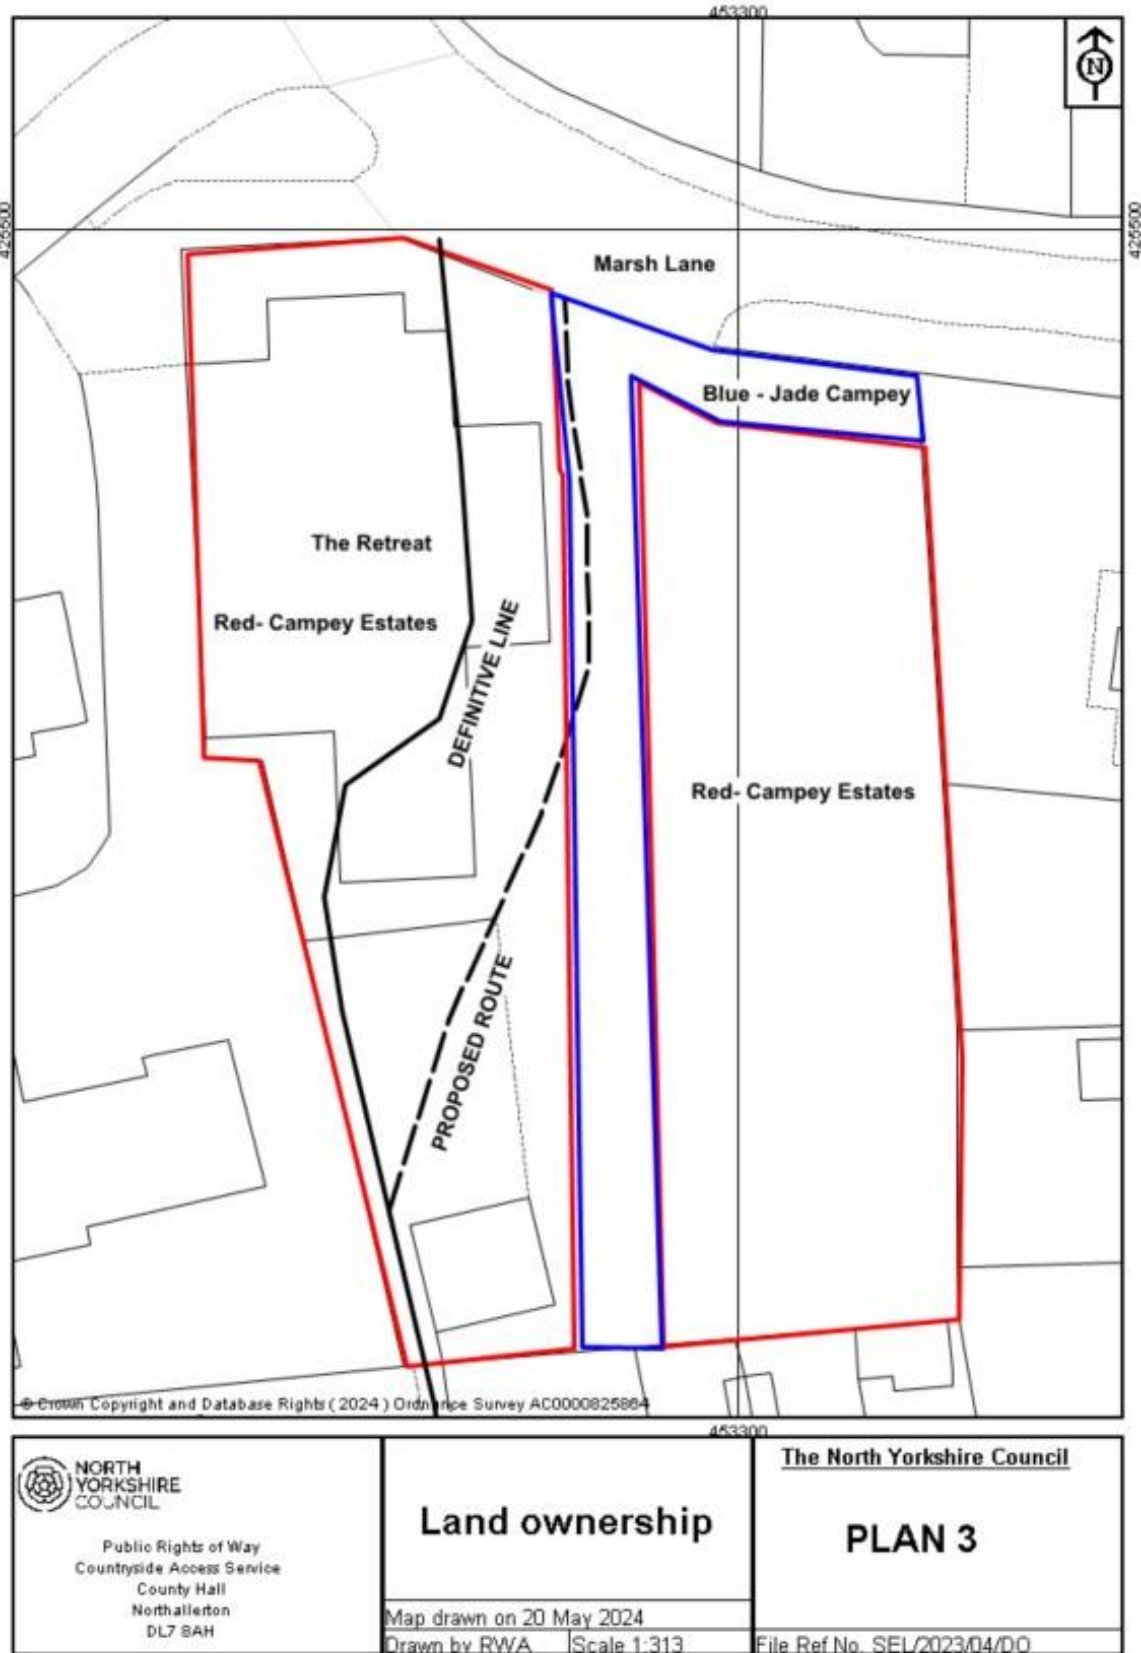 453300
N
425500
425500
Marsh Lane
Blue - Jade Campey
The Retreat
Red- Campey Estates
DEFINITIVE LINE
Red- Campey Estates
PROPOSED ROUTE
© Crown Copyright and Database Rights (2024) Ordnance Survey AC0000825864
453300
NORTH
YORKSHIRE
COUNCIL
Public Rights of Way
Countryside Access Service
County Hall
Northallerton
DL7 8AH
Land ownership
Map drawn on 20 May 2024
Drawn by RWA
Scale 1:313
The North Yorkshire Council
PLAN 3
File Ref No. SEL/2023/04/DO